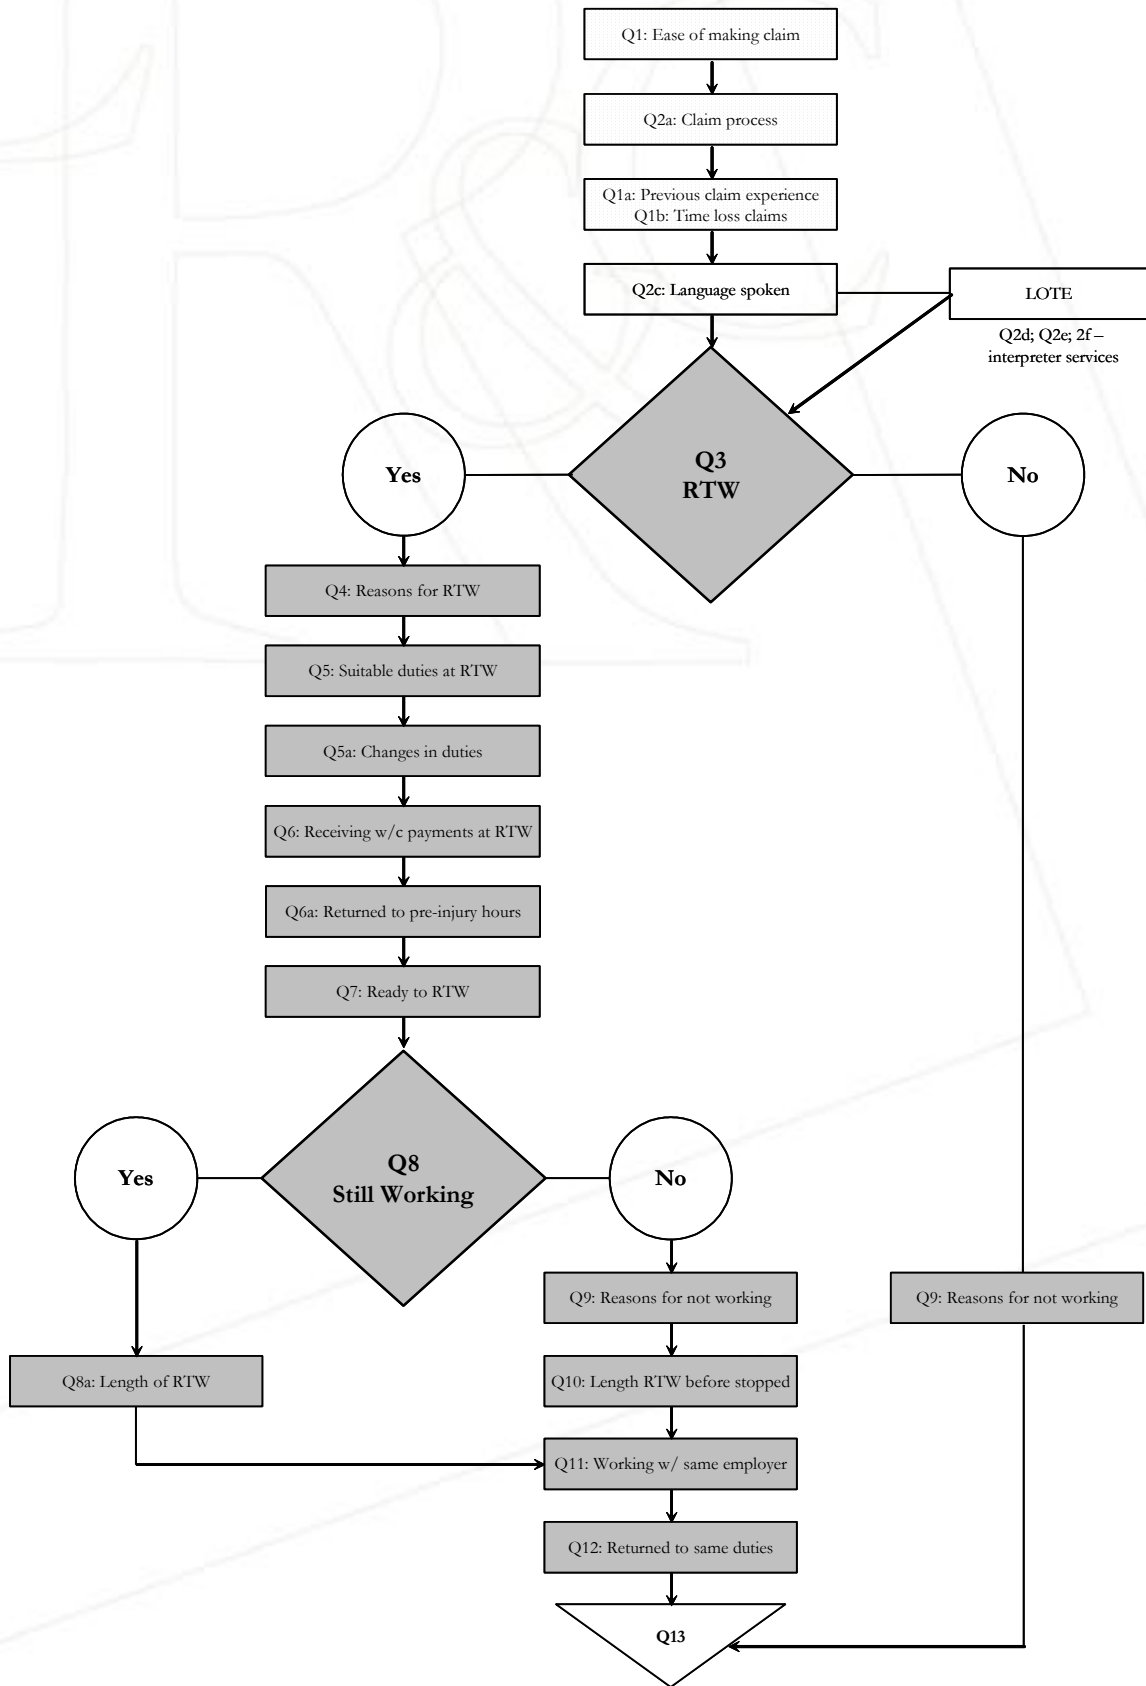 Q1: Ease of making claim
Q2a: Claim process
Q1a: Previous claim experience
Q1b: Time loss claims
Q2c: Language spoken
LOTE
Q2d; Q2e; 2f –
interpreter services
Yes
Q3
RTW
No
Q4: Reasons for RTW
Q5: Suitable duties at RTW
Q5a: Changes in duties
Q6: Receiving w/c payments at RTW
Q6a: Returned to pre-injury hours
Q7: Ready to RTW
Yes
Q8
Still Working
No
Q9: Reasons for not working
Q9: Reasons for not working
Q8a: Length of RTW
Q10: Length RTW before stopped
Q11: Working w/ same employer
Q12: Returned to same duties
Q13